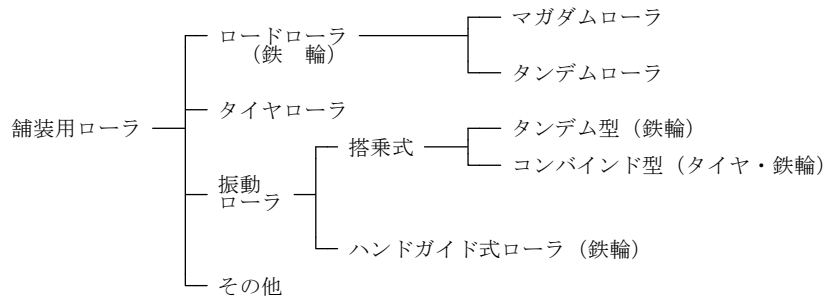 舗装用ローラ
ロードローラ
（鉄　輪）
マガダムローラ
タンデムローラ
タイヤローラ
振動
ローラ
搭乗式
タンデム型（鉄輪）
コンバインド型（タイヤ・鉄輪）
ハンドガイド式ローラ（鉄輪）
その他